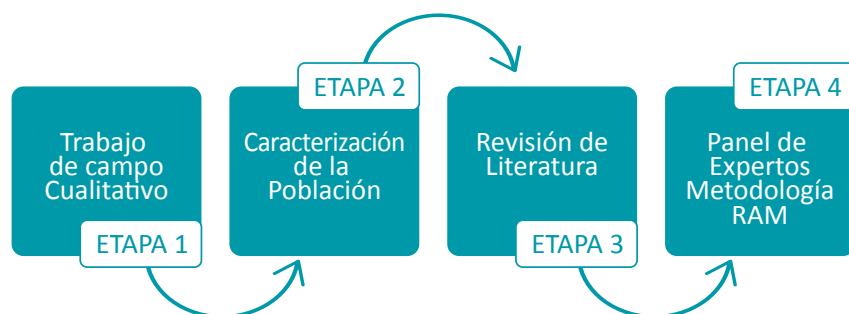 Trabajo
de campo
Cualitativo
ETAPA 1
ETAPA 2
Caracterización
de la
Población
Revisión de
Literatura
ETAPA 3
ETAPA 4
Panel de
Expertos
Metodología
RAM